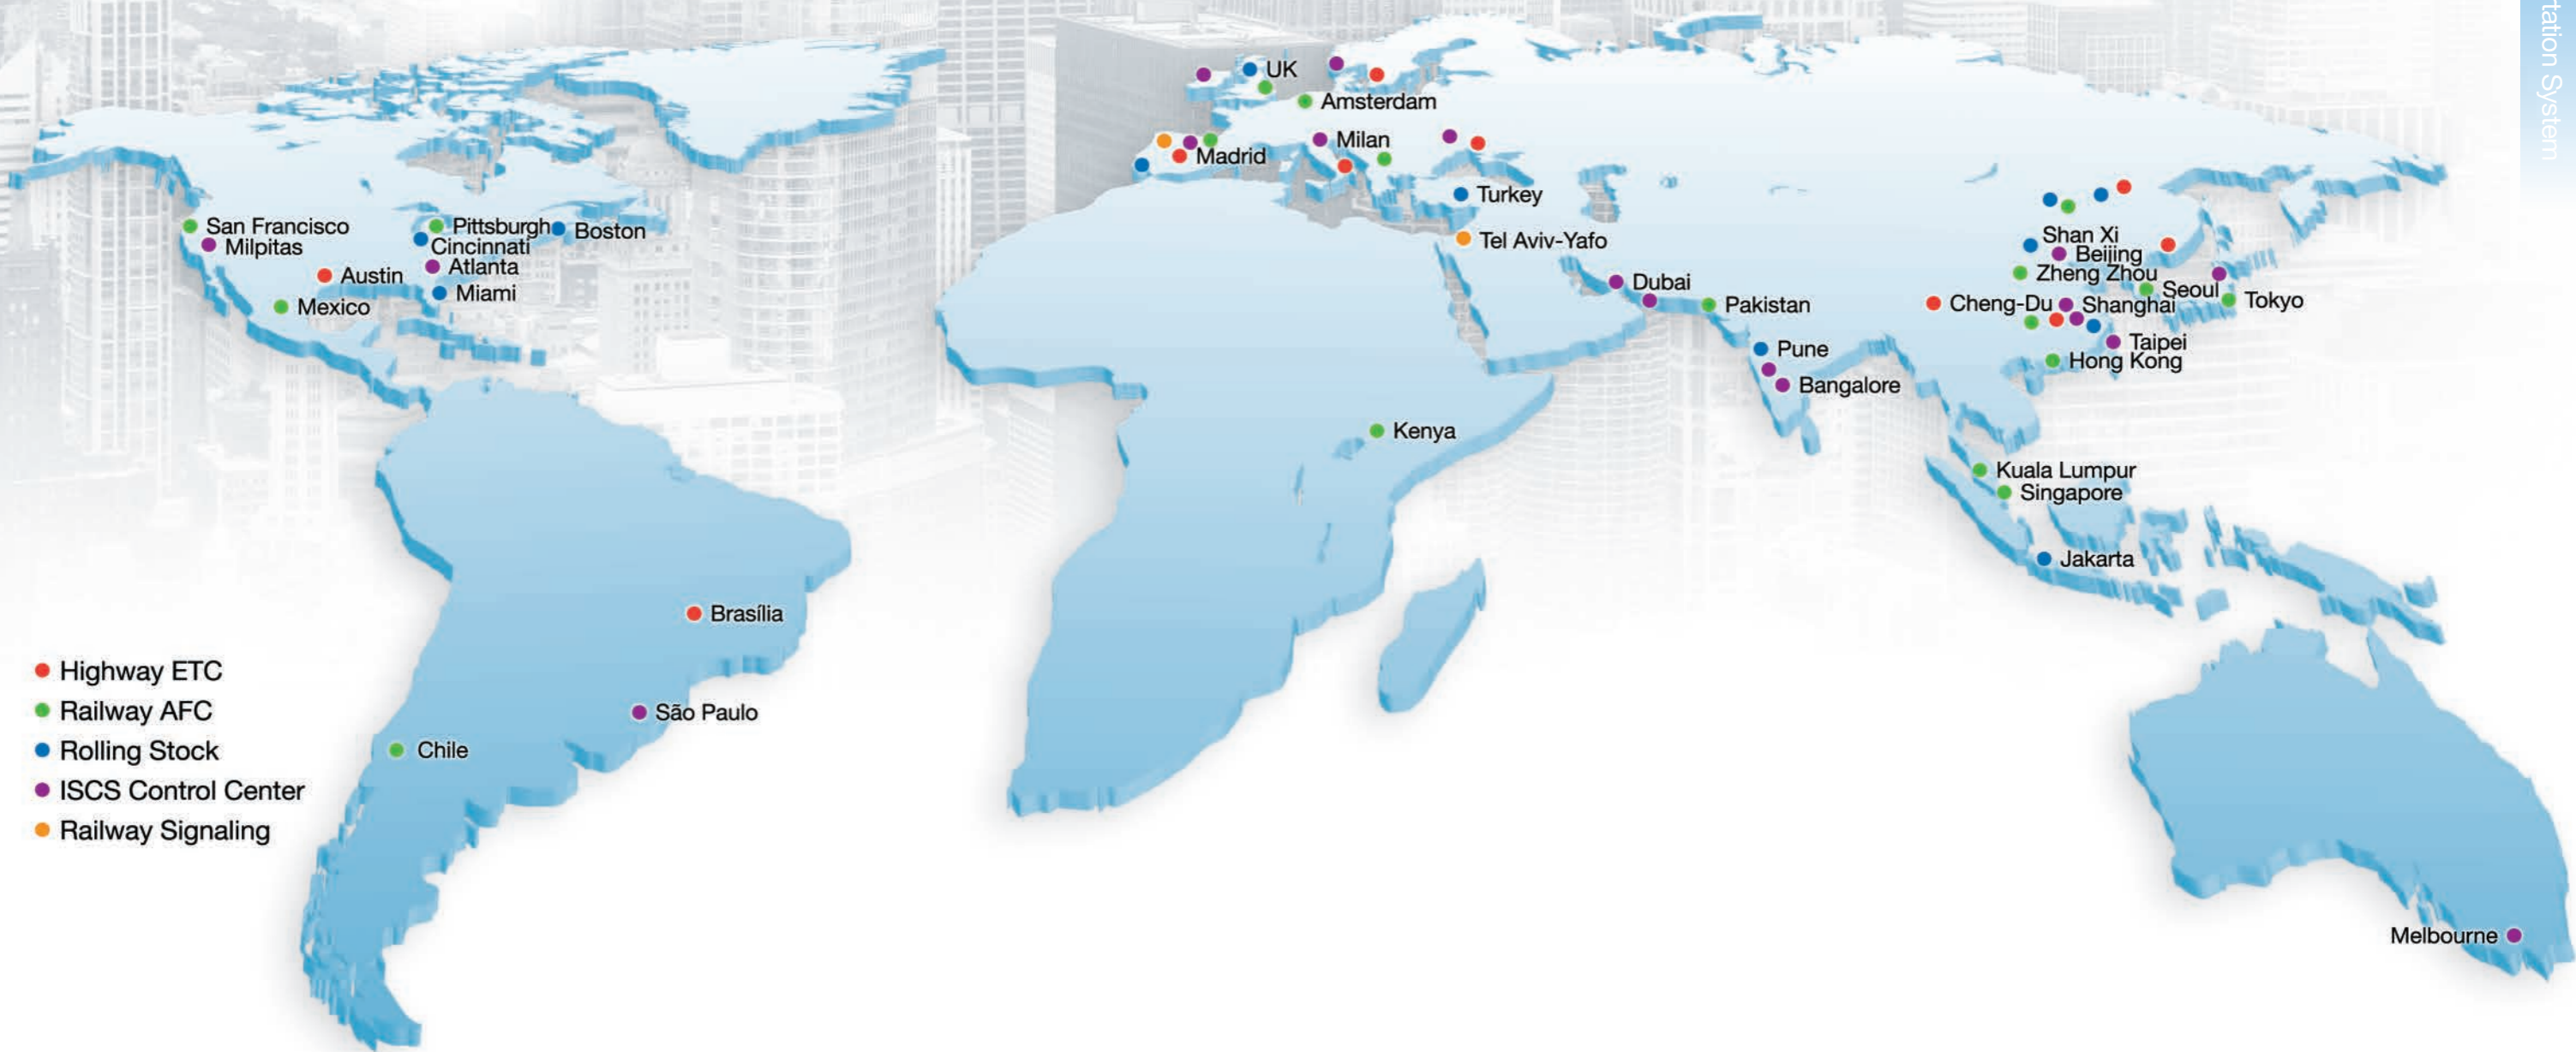 tation System
UK
Amsterdam
Milan
Madrid
Turkey
Tel Aviv-Yafo
San Francisco
Milpitas
Pittsburgh
Boston
Cincinnati
Atlanta
Austin
Miami
Mexico
Dubai
Pakistan
Pune
Bangalore
Shan Xi
Beijing
Zheng Zhou
Seoul
Cheng-Du
Shanghai
Tokyo
Taipei
Hong Kong
Kenya
Kuala Lumpur
Singapore
Jakarta
Brasília
São Paulo
Chile
Melbourne
Highway ETC
Railway AFC
Rolling Stock
ISCS Control Center
Railway Signaling